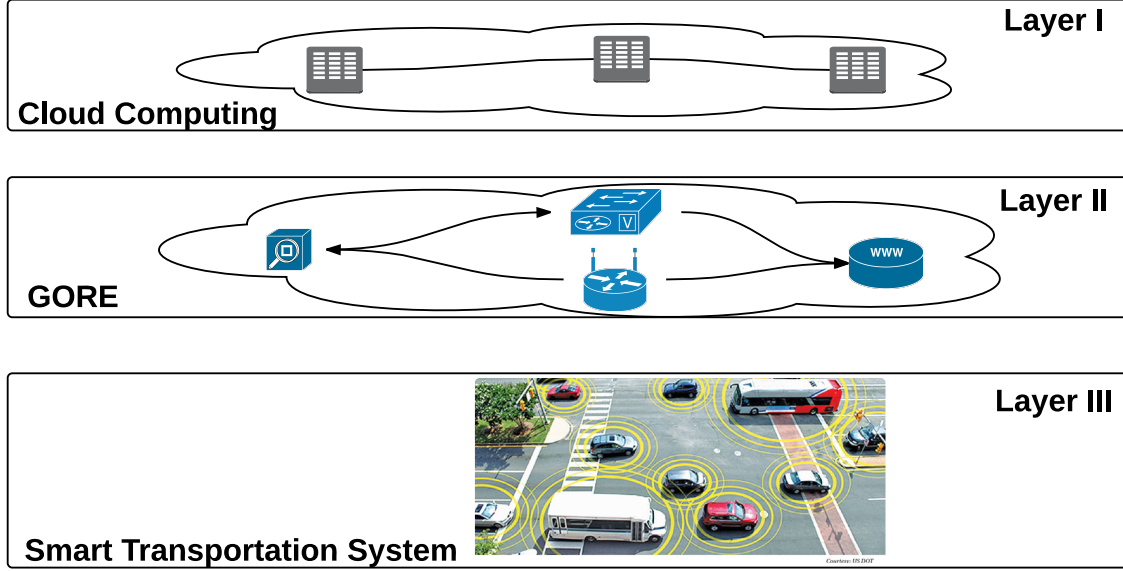 Layer I
Cloud Computing
Layer II
V
WWW
GORE
Layer III
Smart Transportation System
Courtesy: US DOT